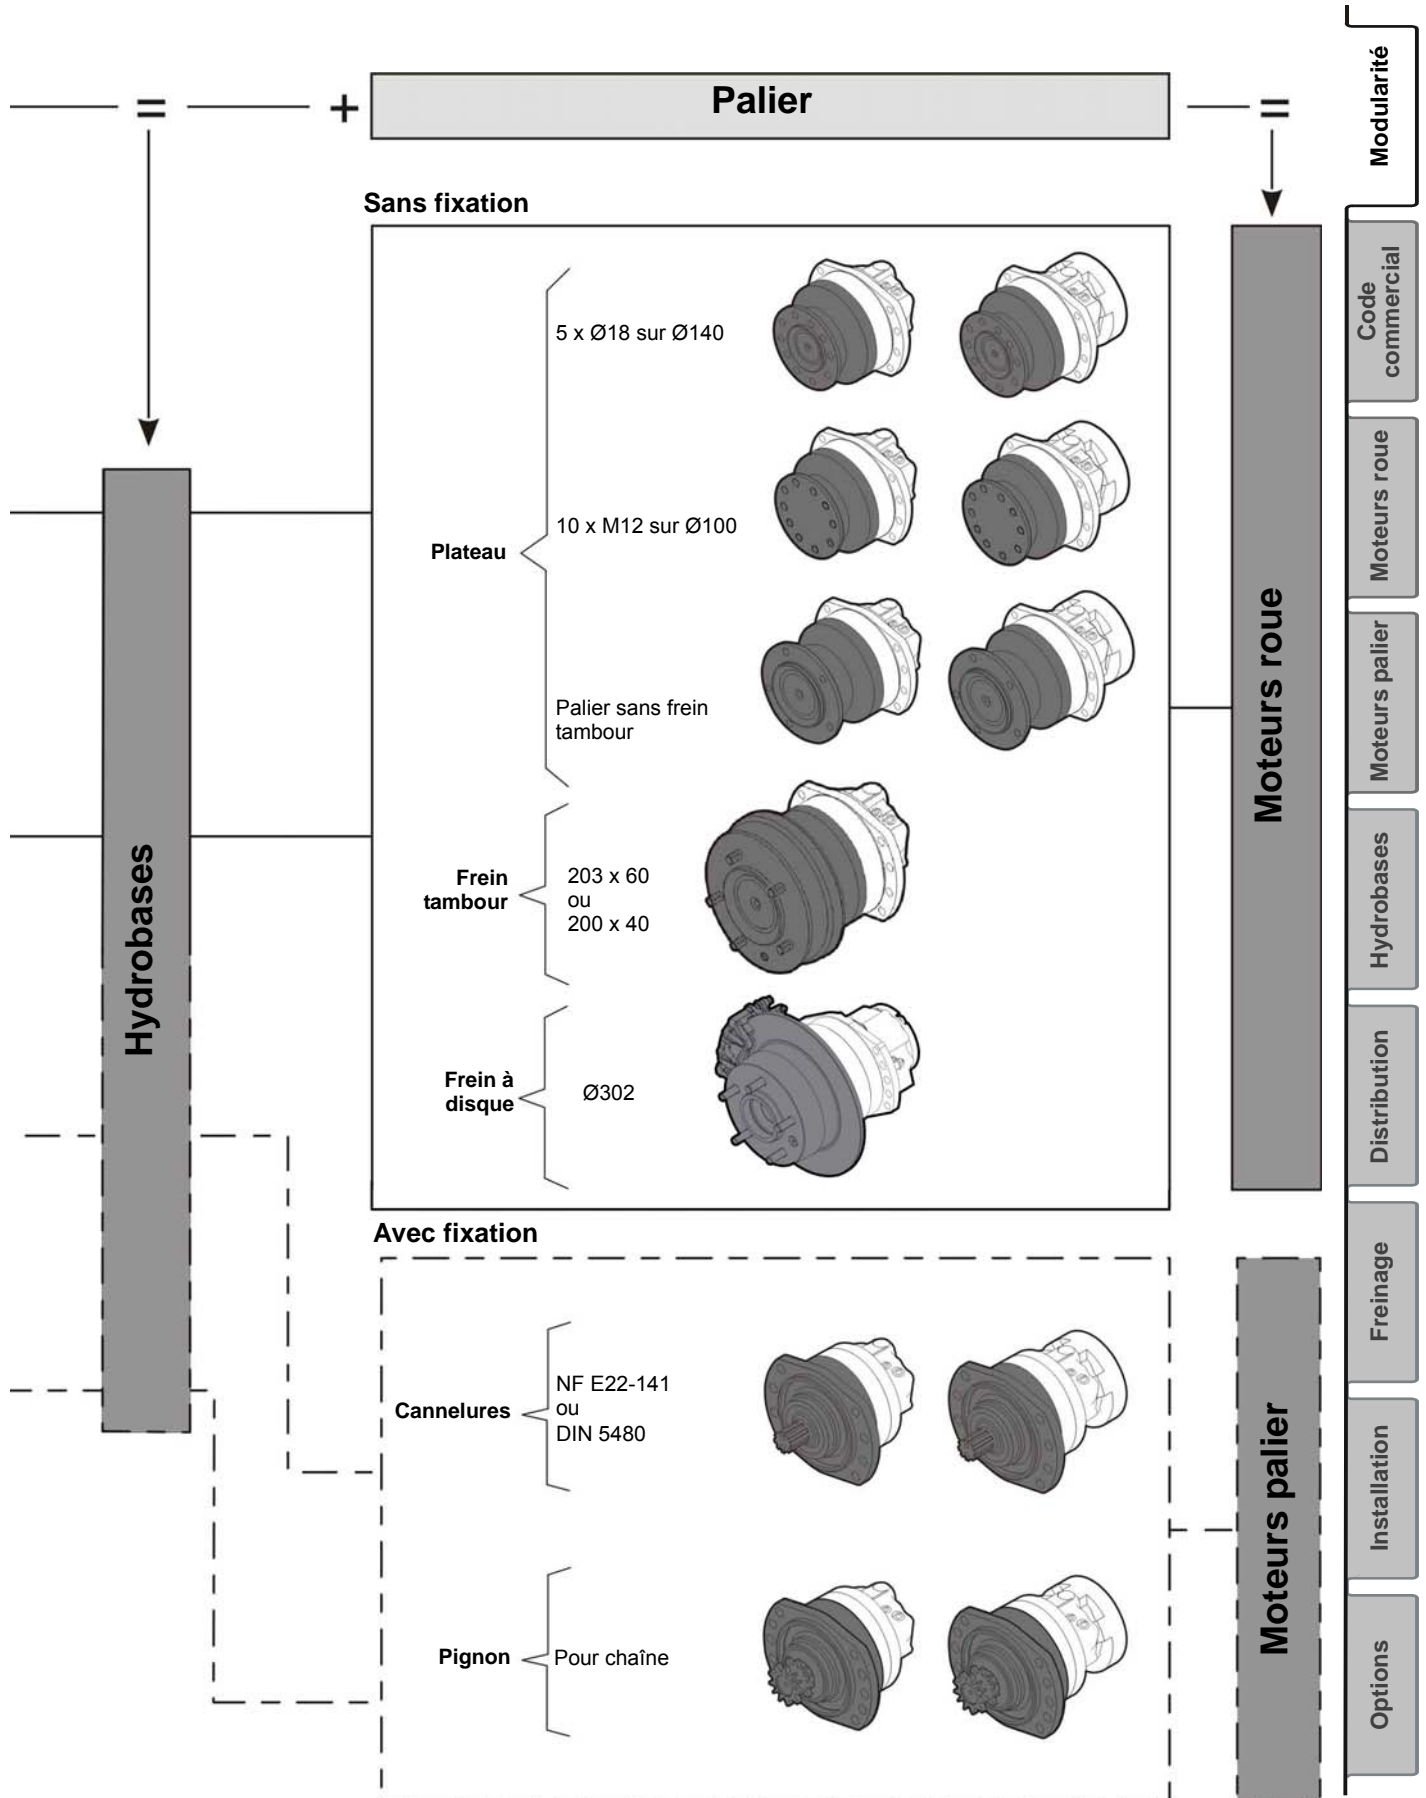 =
+
Palier
=
Sans fixation
5 x Ø18 sur Ø140
10 x M12 sur Ø100
Plateau
Palier sans frein
tambour
Frein
tambour
203 x 60
ou
200 x 40
Frein à
disque
Ø302
Avec fixation
Cannelures
NF E22-141
ou
DIN 5480
Pignon
Pour chaîne
Hydrobases
Moteurs roue
Moteurs palier
Modularité
Code
commercial
Moteurs roue
Moteurs palier
Hydrobases
Distribution
Freinage
Installation
Options